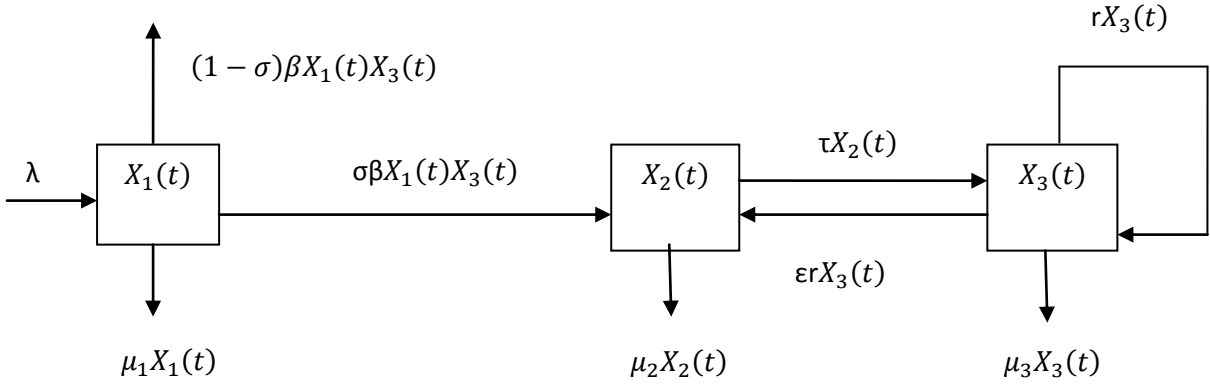 rX₃(t)
(1 − σ)βX₁(t)X₃(t)
λ
X₁(t)
σβX₁(t)X₃(t)
X₂(t)
τX₂(t)
X₃(t)
εrX₃(t)
μ₁X₁(t)
μ₂X₂(t)
μ₃X₃(t)